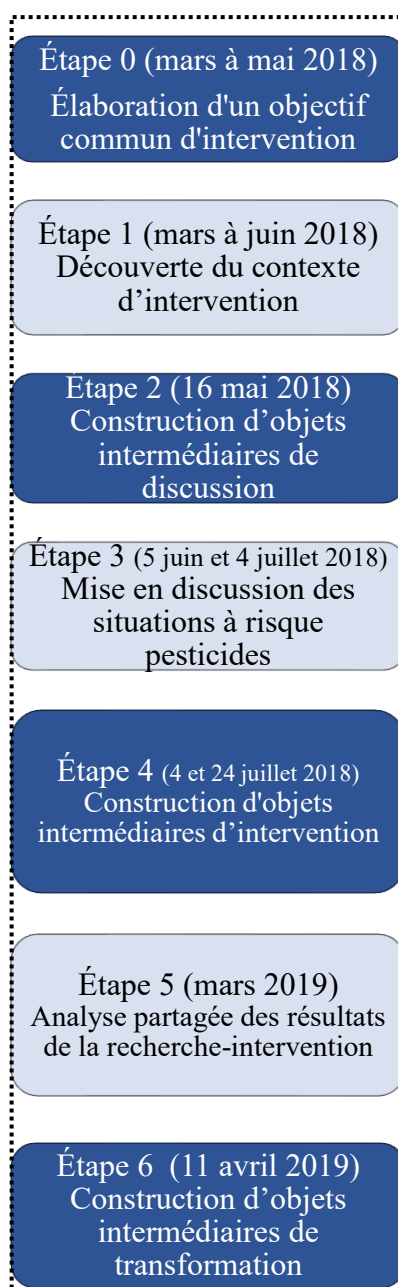 Étape 0 (mars à mai 2018)
Élaboration d'un objectif
commun d'intervention
Étape 1 (mars à juin 2018)
Découverte du contexte
d’intervention
Étape 2 (16 mai 2018)
Construction d’objets
intermédiaires de
discussion
Étape 3 (5 juin et 4 juillet 2018)
Mise en discussion des
situations à risque
pesticides
Étape 4 (4 et 24 juillet 2018)
Construction d'objets
intermédiaires d’intervention
Étape 5 (mars 2019)
Analyse partagée des résultats
de la recherche-intervention
Étape 6 (11 avril 2019)
Construction d’objets
intermédiaires de
transformation